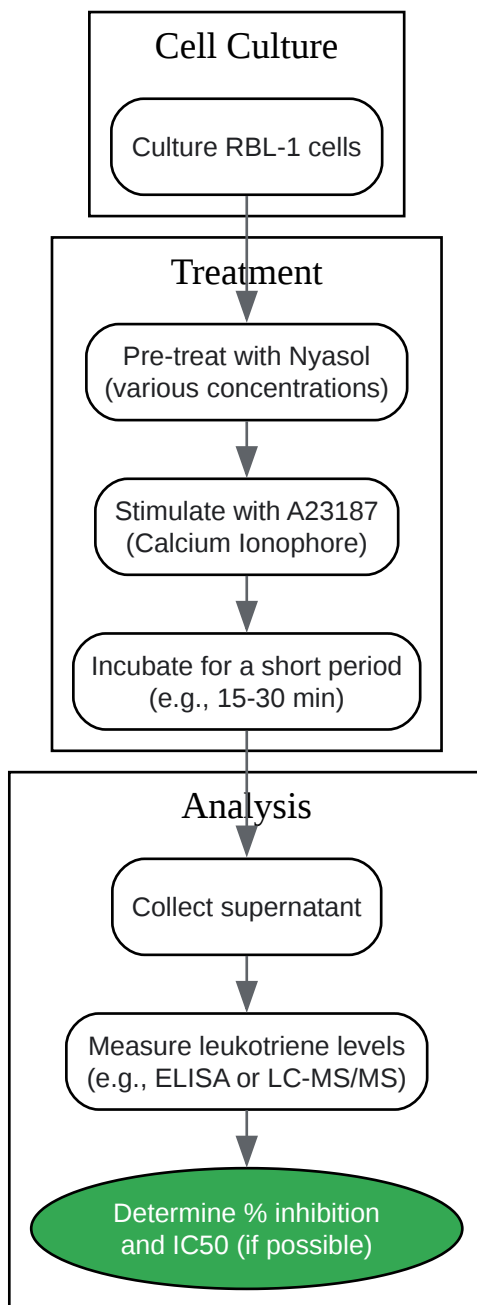 Cell Culture
Culture RBL-1 cells
Treatment
Pre-treat with Nyasol
(various concentrations)
Stimulate with A23187
(Calcium Ionophore)
Incubate for a short period
(e.g., 15-30 min)
Analysis
Collect supernatant
Measure leukotriene levels
(e.g., ELISA or LC-MS/MS)
Determine % inhibition
and IC50 (if possible)